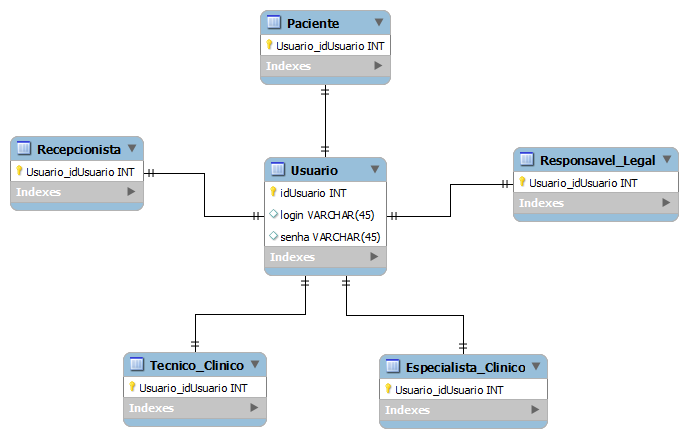 Paciente
Usuario_idUsuario INT
Indexes
Recepcionista
Usuario_idUsuario INT
Indexes
Usuario
idUsuario INT
login VARCHAR(45)
senha VARCHAR(45)
Indexes
Responsavel_Legal
Usuario_idUsuario INT
Indexes
Tecnico_Clinico
Usuario_idUsuario INT
Indexes
Especialista_Clinico
Usuario_idUsuario INT
Indexes